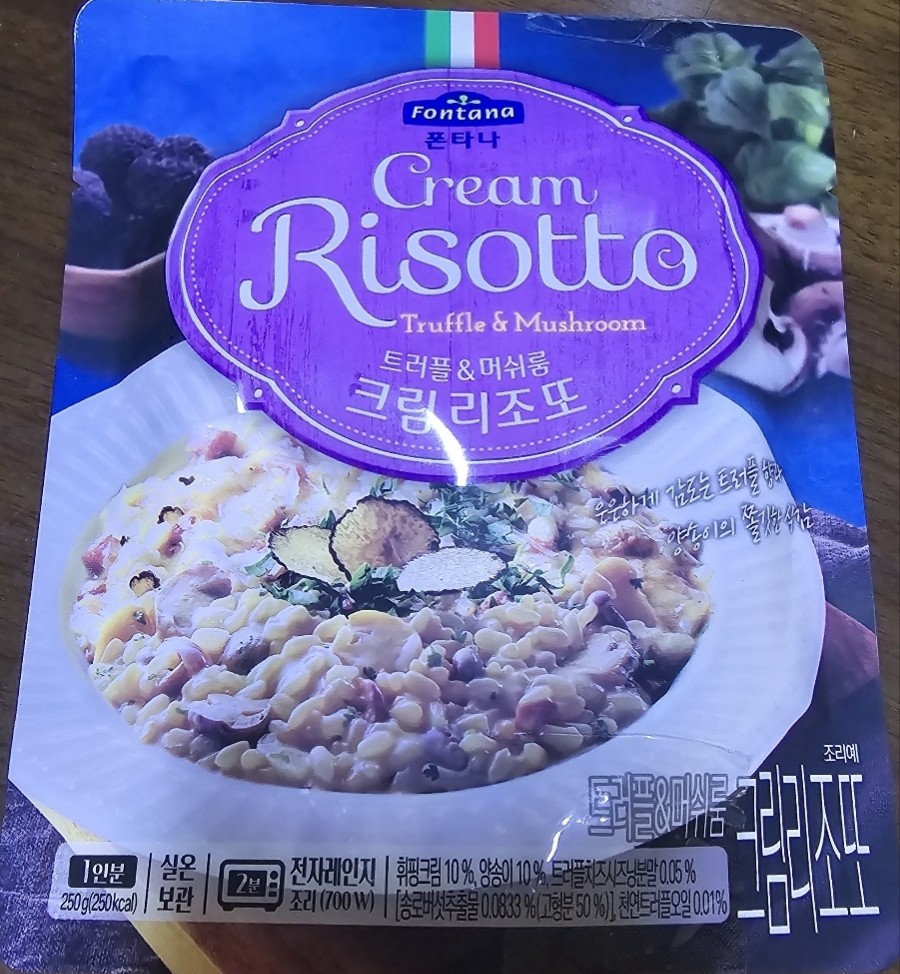 Fontana
폰타나
Cream
Risotto
Truffle & Mushroom
트러플 & 머쉬룸
크림 리조또
은은하게 감도는 트러플 향과
양송이의 쫄깃한 식감
조리예
트러플&머쉬룸 크림리조또
1인분
250g(250kcal)
실온
보관
2분
전자레인지
조리 (700 W)
휘핑크림 10 %, 양송이 10 %, 트러플치즈시즈닝분말 0.05 %
[송로버섯추출물 0.0833 %(고형분 50 %)], 천연트러플오일 0.01%